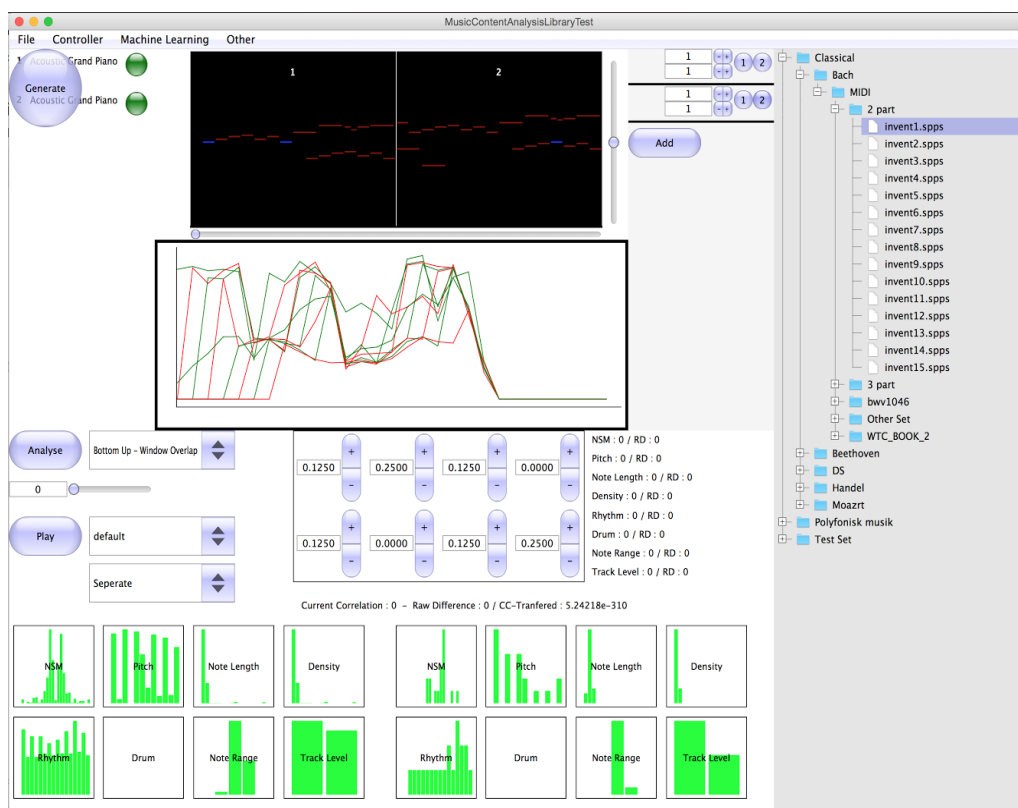 MusicContentAnalysisLibraryTest
File Controller Machine Learning Other
1 Acoustic Grand Piano
Generate
2 Acoustic Grand Piano
1 2
1 - + 1 2
1 - +
1 - + 1 2
1 - +
Add
Classical
Bach
MIDI
2 part
invent1.spps
invent2.spps
invent3.spps
invent4.spps
invent5.spps
invent6.spps
invent7.spps
invent8.spps
invent9.spps
invent10.spps
invent11.spps
invent12.spps
invent13.spps
invent14.spps
invent15.spps
3 part
bwv1046
Other Set
WTC_BOOK_2
Beethoven
DS
Handel
Moazrt
Polyfonisk musik
Test Set
Analyse
Bottom Up - Window Overlap
0
Play
default
Seperate
+ + + +
0.1250 0.2500 0.1250 0.0000
- - - -
+ + + +
0.1250 0.0000 0.1250 0.2500
- - - -
NSM : 0 / RD : 0
Pitch : 0 / RD : 0
Note Length : 0 / RD : 0
Density : 0 / RD : 0
Rhythm : 0 / RD : 0
Drum : 0 / RD : 0
Note Range : 0 / RD : 0
Track Level : 0 / RD : 0
Current Correlation : 0 - Raw Difference : 0 / CC-Tranfered : 5.24218e-310
NSM Pitch Note Length Density NSM Pitch Note Length Density
Rhythm Drum Note Range Track Level Rhythm Drum Note Range Track Level